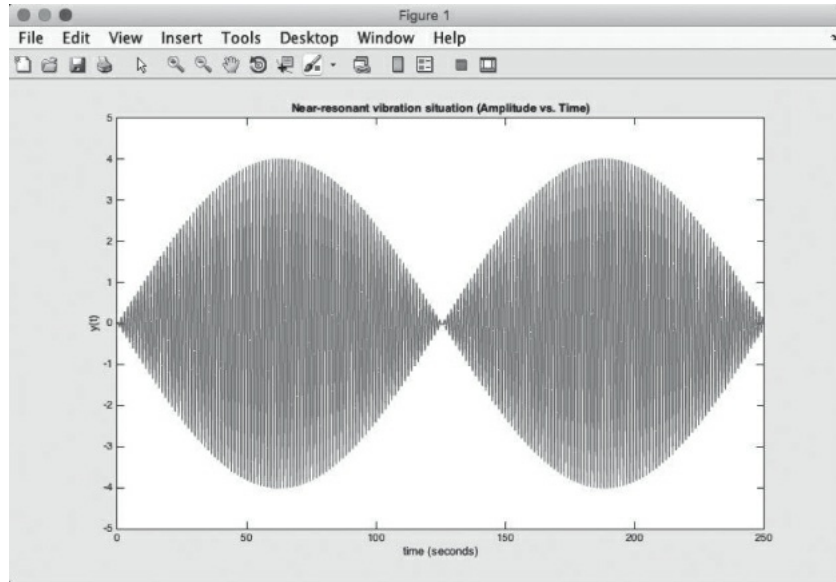 Figure 1
File Edit View Insert Tools Desktop Window Help
Near-resonant vibration situation (Amplitude vs. Time)
5
4
3
2
1
0
-1
-2
-3
-4
-5
y(t)
0 50 100 150 200 250
time (seconds)